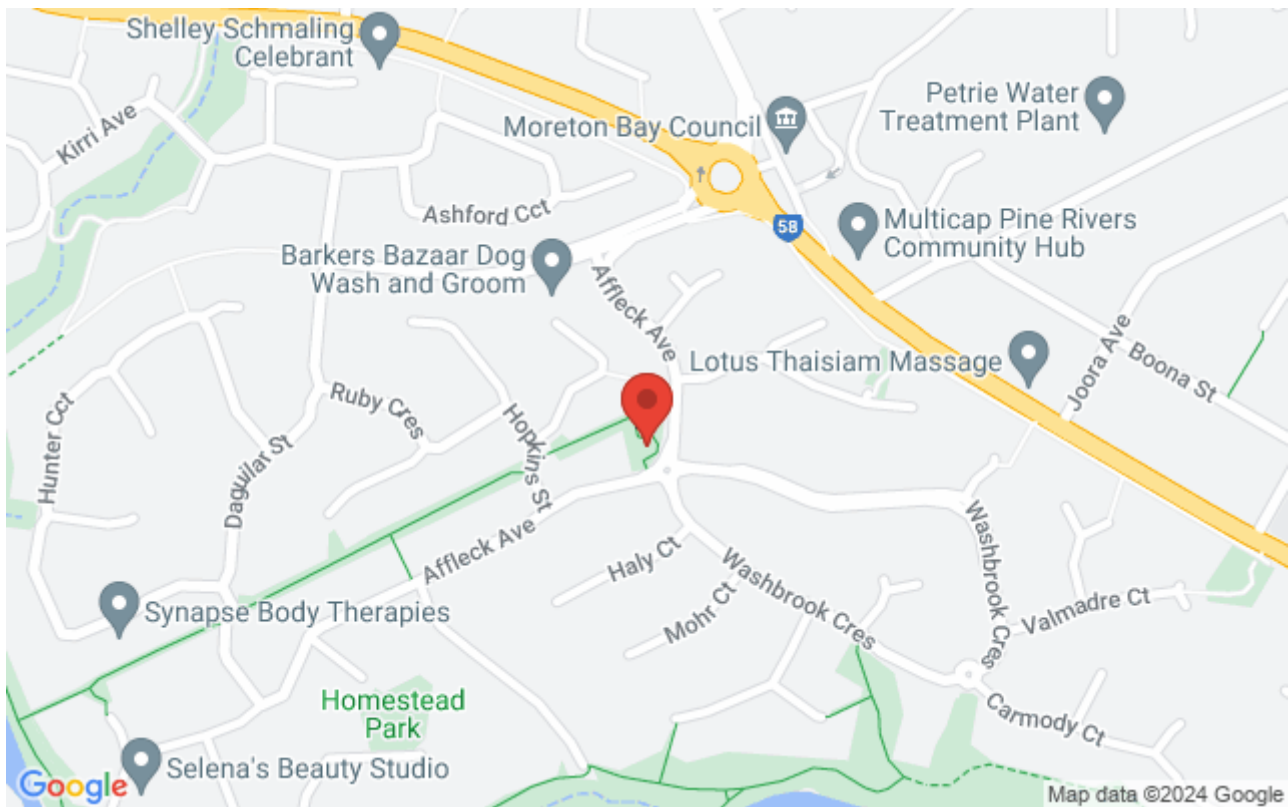 Shelley Schmaling
Celebrant
Petrie Water
Treatment Plant
Moreton Bay Council
Kirri Ave
Ashford Cct
58
Multicap Pine Rivers
Community Hub
Barkers Bazaar Dog
Wash and Groom
Affleck Ave
Lotus Thaisiam Massage
Joora Ave
Boona St
Ruby Cres
Hopkins St
Hunter Cct
Daguilar St
Affleck Ave
Haly Ct
Mohr Ct
Washbrook Cres
Washbrook Cres
Valmadre Ct
Synapse Body Therapies
Homestead
Park
Carmody Ct
Selena's Beauty Studio
Google
Map data ©2024 Google